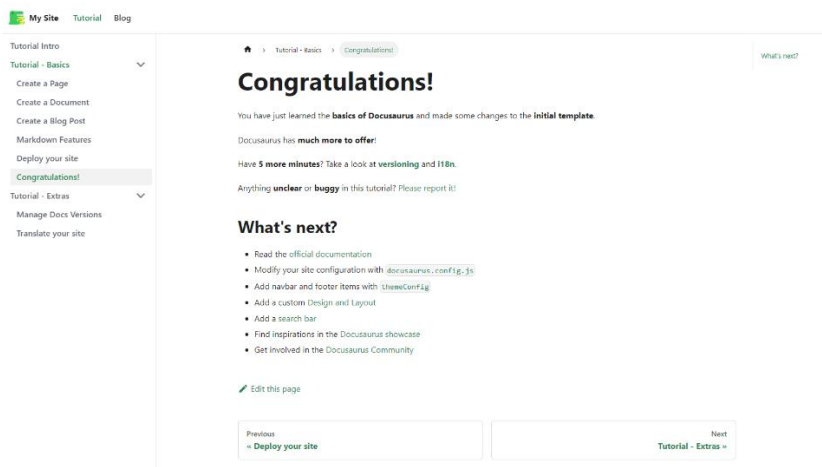 My Site Tutorial Blog
Tutorial Intro
Tutorial - Basics
Create a Page
Create a Document
Create a Blog Post
Markdown Features
Deploy your site
Congratulations!
Tutorial - Extras
Manage Docs Versions
Translate your site
Tutorial - Basics Congratulations!
Congratulations!
You have just learned the basics of Docusaurus and made some changes to the initial template.
Docusaurus has much more to offer!
Have 5 more minutes? Take a look at versioning and i18n.
Anything unclear or buggy in this tutorial? Please report it!
What's next?
• Read the official documentation
• Modify your site configuration with docusaurus.config.js
• Add navbar and footer items with themeConfig
• Add a custom Design and Layout
• Add a search bar
• Find inspirations in the Docusaurus showcase
• Get involved in the Docusaurus Community
Edit this page
Previous
« Deploy your site
Next
Tutorial - Extras »
What's next?